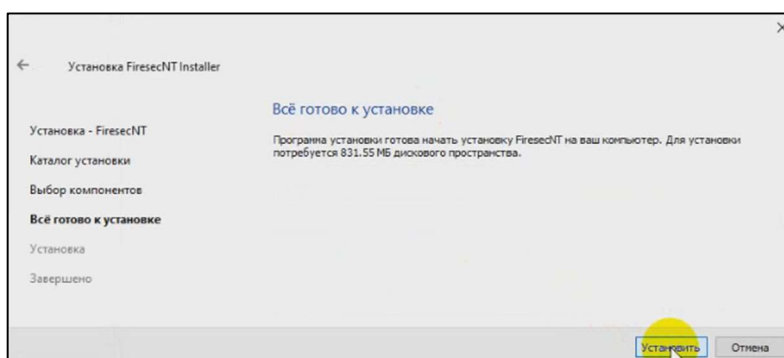 Установка FiresecNT Installer
Установка - FiresecNT
Каталог установки
Выбор компонентов
Всё готово к установке
Установка
Завершено
Всё готово к установке
Программа установки готова начать установку FiresecNT на ваш компьютер. Для установки
потребуется 831.55 МБ дискового пространства.
Установить
Отмена